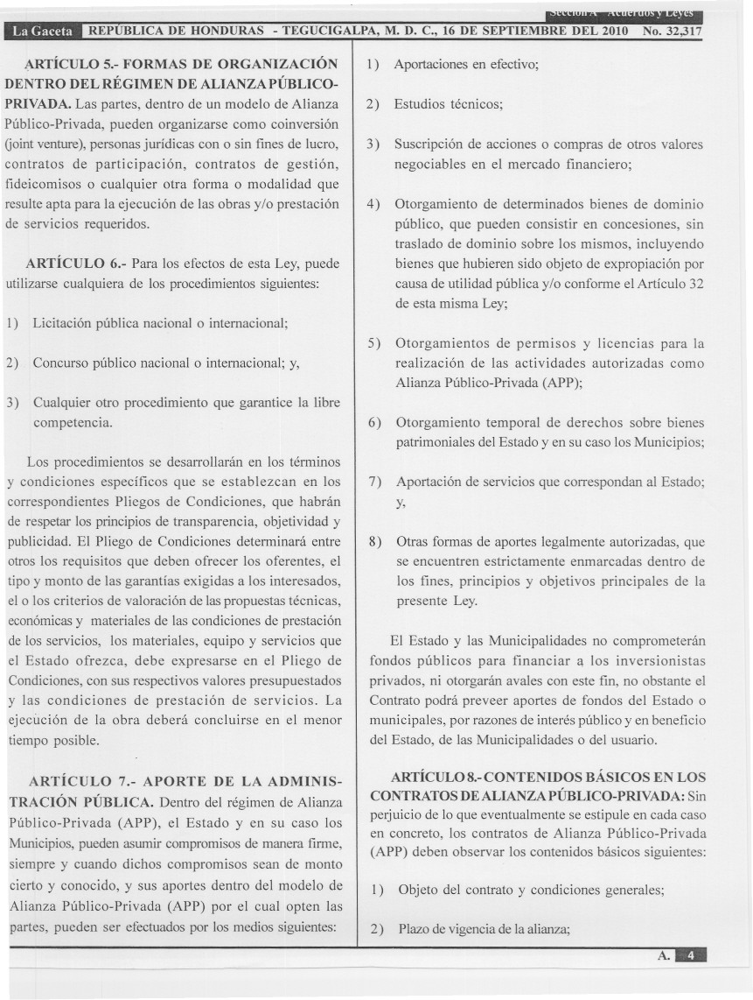 Sección A Acuerdos y Leyes
La Gaceta REPÚBLICA DE HONDURAS - TEGUCIGALPA, M. D. C., 16 DE SEPTIEMBRE DEL 2010 No. 32,317
ARTÍCULO 5.- FORMAS DE ORGANIZACIÓN
DENTRO DEL RÉGIMEN DE ALIANZA PÚBLICO-
PRIVADA. Las partes, dentro de un modelo de Alianza
Público-Privada, pueden organizarse como coinversión
(joint venture), personas jurídicas con o sin fines de lucro,
contratos de participación, contratos de gestión,
fideicomisos o cualquier otra forma o modalidad que
resulte apta para la ejecución de las obras y/o prestación
de servicios requeridos.
ARTÍCULO 6.- Para los efectos de esta Ley, puede
utilizarse cualquiera de los procedimientos siguientes:
1) Licitación pública nacional o internacional;
2) Concurso público nacional o internacional; y,
3) Cualquier otro procedimiento que garantice la libre
competencia.
Los procedimientos se desarrollarán en los términos
y condiciones específicos que se establezcan en los
correspondientes Pliegos de Condiciones, que habrán
de respetar los principios de transparencia, objetividad y
publicidad. El Pliego de Condiciones determinará entre
otros los requisitos que deben ofrecer los oferentes, el
tipo y monto de las garantías exigidas a los interesados,
el o los criterios de valoración de las propuestas técnicas,
económicas y materiales de las condiciones de prestación
de los servicios, los materiales, equipo y servicios que
el Estado ofrezca, debe expresarse en el Pliego de
Condiciones, con sus respectivos valores presupuestados
y las condiciones de prestación de servicios. La
ejecución de la obra deberá concluirse en el menor
tiempo posible.
ARTÍCULO 7.- APORTE DE LA ADMINIS-
TRACIÓN PÚBLICA. Dentro del régimen de Alianza
Público-Privada (APP), el Estado y en su caso los
Municipios, pueden asumir compromisos de manera firme,
siempre y cuando dichos compromisos sean de monto
cierto y conocido, y sus aportes dentro del modelo de
Alianza Público-Privada (APP) por el cual opten las
partes, pueden ser efectuados por los medios siguientes:
1) Aportaciones en efectivo;
2) Estudios técnicos;
3) Suscripción de acciones o compras de otros valores
negociables en el mercado financiero;
4) Otorgamiento de determinados bienes de dominio
público, que pueden consistir en concesiones, sin
traslado de dominio sobre los mismos, incluyendo
bienes que hubieren sido objeto de expropiación por
causa de utilidad pública y/o conforme el Artículo 32
de esta misma Ley;
5) Otorgamientos de permisos y licencias para la
realización de las actividades autorizadas como
Alianza Público-Privada (APP);
6) Otorgamiento temporal de derechos sobre bienes
patrimoniales del Estado y en su caso los Municipios;
7) Aportación de servicios que correspondan al Estado;
y,
8) Otras formas de aportes legalmente autorizadas, que
se encuentren estrictamente enmarcadas dentro de
los fines, principios y objetivos principales de la
presente Ley.
El Estado y las Municipalidades no comprometerán
fondos públicos para financiar a los inversionistas
privados, ni otorgarán avales con este fin, no obstante el
Contrato podrá preveer aportes de fondos del Estado o
municipales, por razones de interés público y en beneficio
del Estado, de las Municipalidades o del usuario.
ARTÍCULO 8.- CONTENIDOS BÁSICOS EN LOS
CONTRATOS DE ALIANZA PÚBLICO-PRIVADA: Sin
perjuicio de lo que eventualmente se estipule en cada caso
en concreto, los contratos de Alianza Público-Privada
(APP) deben observar los contenidos básicos siguientes:
1) Objeto del contrato y condiciones generales;
2) Plazo de vigencia de la alianza;
A. 4